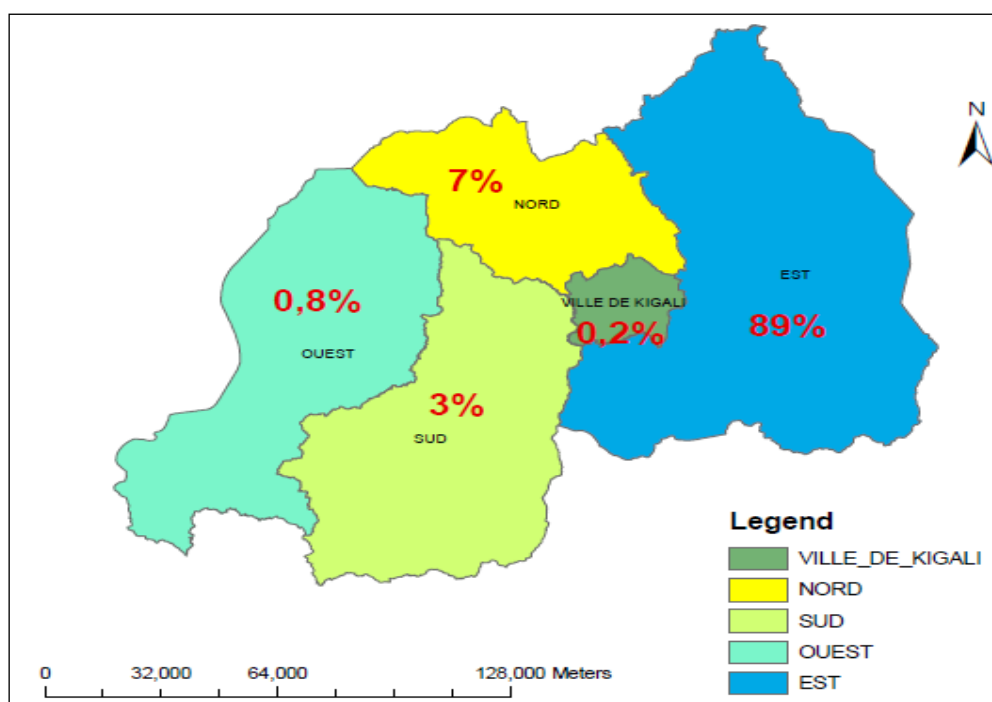 N
7%
NORD
EST
89%
VILLE DE KIGALI
0,2%
0,8%
OUEST
3%
SUD
Legend
VILLE_DE_KIGALI
NORD
SUD
OUEST
EST
0 32,000 64,000 128,000 Meters